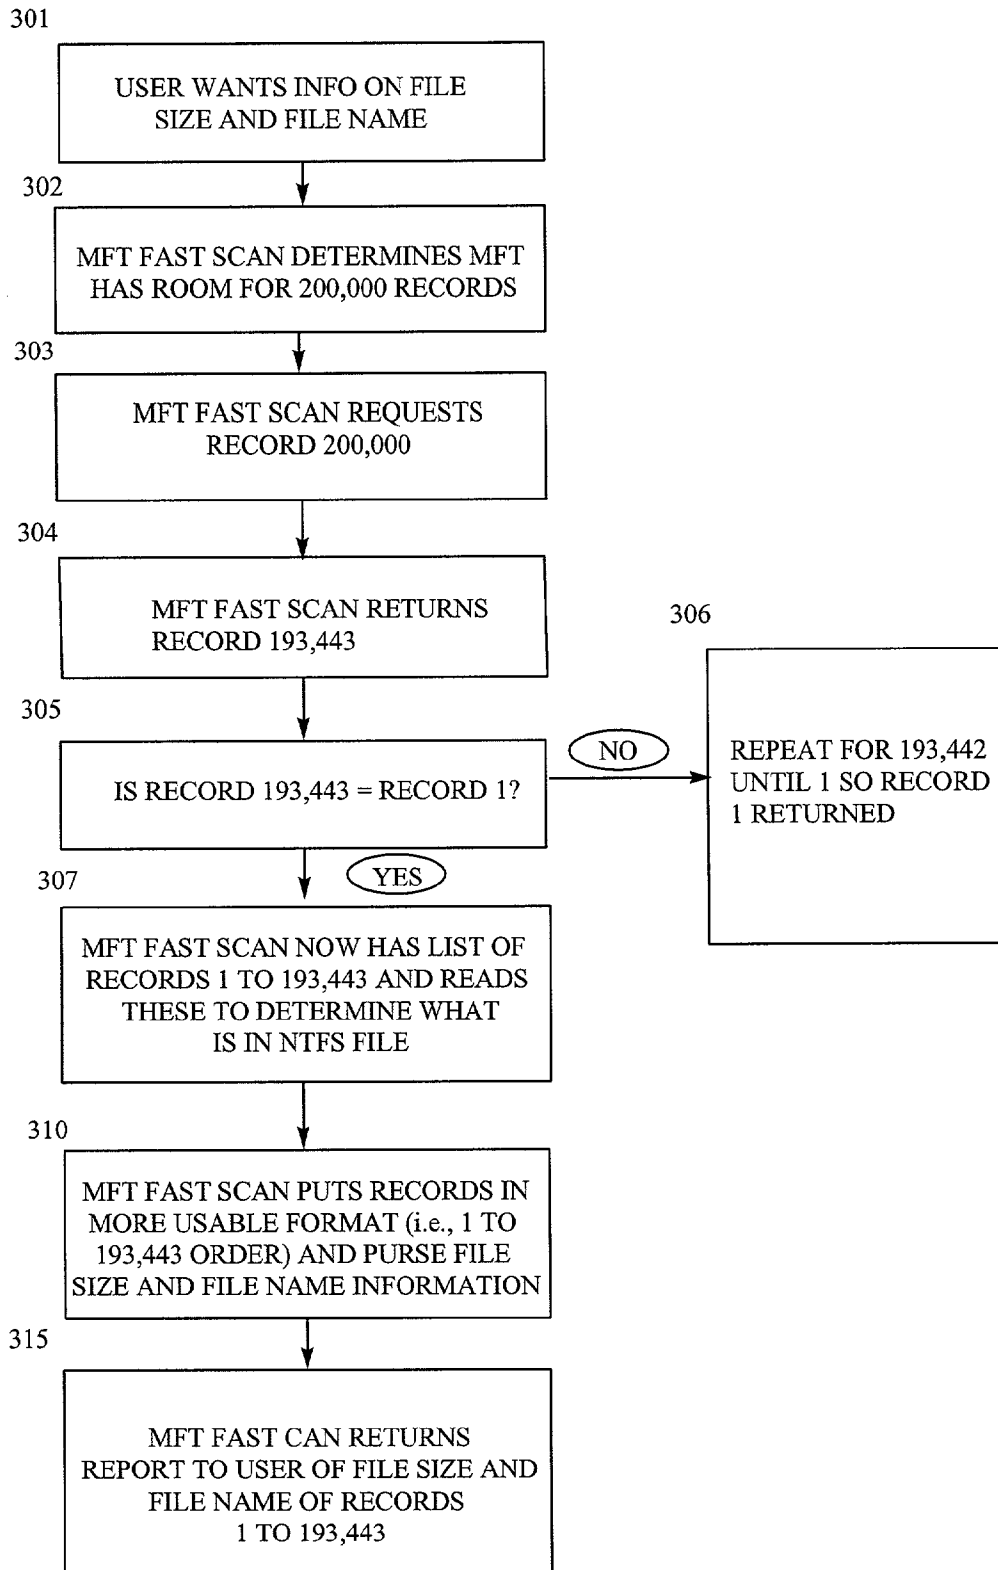 301
USER WANTS INFO ON FILE
SIZE AND FILE NAME
302
MFT FAST SCAN DETERMINES MFT
HAS ROOM FOR 200,000 RECORDS
303
MFT FAST SCAN REQUESTS
RECORD 200,000
304
MFT FAST SCAN RETURNS
RECORD 193,443
305
IS RECORD 193,443 = RECORD 1?
NO
306
REPEAT FOR 193,442
UNTIL 1 SO RECORD
1 RETURNED
YES
307
MFT FAST SCAN NOW HAS LIST OF
RECORDS 1 TO 193,443 AND READS
THESE TO DETERMINE WHAT
IS IN NTFS FILE
310
MFT FAST SCAN PUTS RECORDS IN
MORE USABLE FORMAT (i.e., 1 TO
193,443 ORDER) AND PURSE FILE
SIZE AND FILE NAME INFORMATION
315
MFT FAST CAN RETURNS
REPORT TO USER OF FILE SIZE AND
FILE NAME OF RECORDS
1 TO 193,443